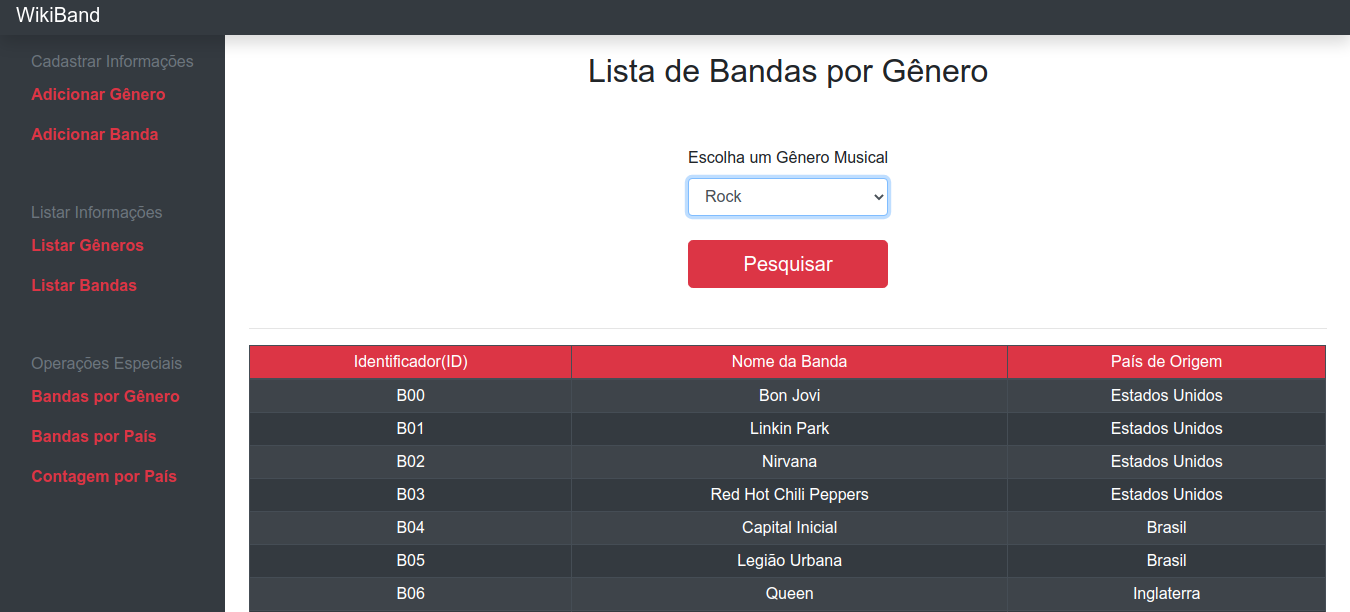 WikiBand
Cadastrar Informações
Adicionar Gênero
Adicionar Banda
Listar Informações
Listar Gêneros
Listar Bandas
Operações Especiais
Bandas por Gênero
Bandas por País
Contagem por País
Lista de Bandas por Gênero
Escolha um Gênero Musical
Rock
Pesquisar
Identificador(ID) Nome da Banda País de Origem
B00 Bon Jovi Estados Unidos
B01 Linkin Park Estados Unidos
B02 Nirvana Estados Unidos
B03 Red Hot Chili Peppers Estados Unidos
B04 Capital Inicial Brasil
B05 Legião Urbana Brasil
B06 Queen Inglaterra